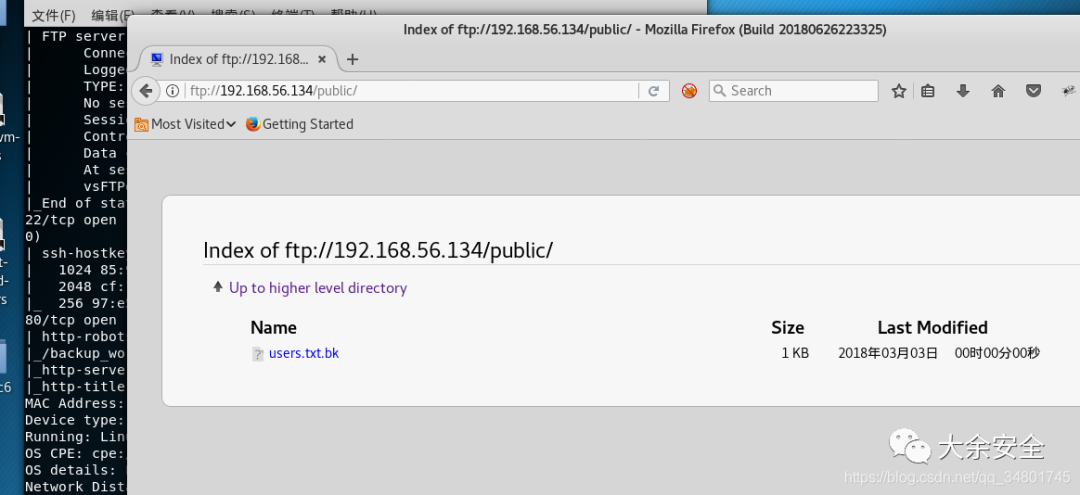 文件(F) 编辑(E) 查看(V) 搜索(S) 终端(T) 帮助(H)
Index of ftp://192.168.56.134/public/ - Mozilla Firefox (Build 20180626223325)
Index of ftp://192.168...
ftp://192.168.56.134/public/
Search
Most Visited
Getting Started
Index of ftp://192.168.56.134/public/
Up to higher level directory
Name Size Last Modified
users.txt.bk 1 KB 2018年03月03日 00时00分00秒
| FTP server
| Conne
| Logge
| TYPE:
| No se
| Sessi
| Contr
| Data
| At se
| vsFTP
|_End of sta
22/tcp open
0)
| ssh-hostke
| 1024 85:
| 2048 cf:
|_ 256 97:e
80/tcp open
| http-robot
|_/backup_wo
|_http-serve
|_http-title
MAC Address:
Device type:
Running: Lin
OS CPE: cpe:
OS details:
Network Dista
vm-
s
t-
d-
rs
c6
大余安全
https://blog.csdn.net/qq_34801745